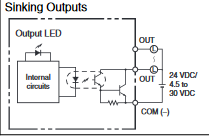 Sinking Outputs
Output LED
Internal
circuits
OUT
L
OUT
L
24 VDC/
4.5 to
30 VDC
COM (–)